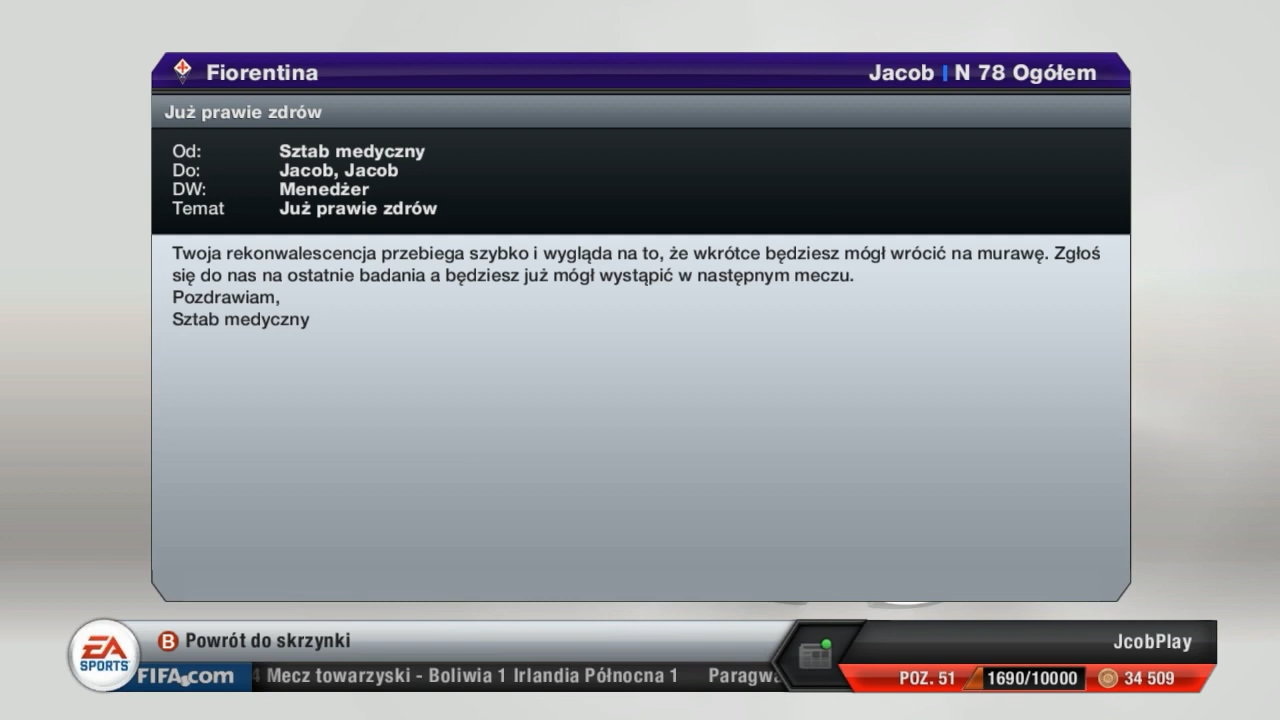 Fiorentina
Jacob | N 78 Ogółem
Już prawie zdrów
Od: Sztab medyczny
Do: Jacob, Jacob
DW: Menedżer
Temat Już prawie zdrów
Twoja rekonwalescencja przebiega szybko i wygląda na to, że wkrótce będziesz mógł wrócić na murawę. Zgłoś
się do nas na ostatnie badania a będziesz już mógł wystąpić w następnym meczu.
Pozdrawiam,
Sztab medyczny
EA
SPORTS
B Powrót do skrzynki
JcobPlay
FIFA.com
4 Mecz towarzyski - Boliwia 1 Irlandia Północna 1 Paragwa
POZ. 51 1690/10000 34 509